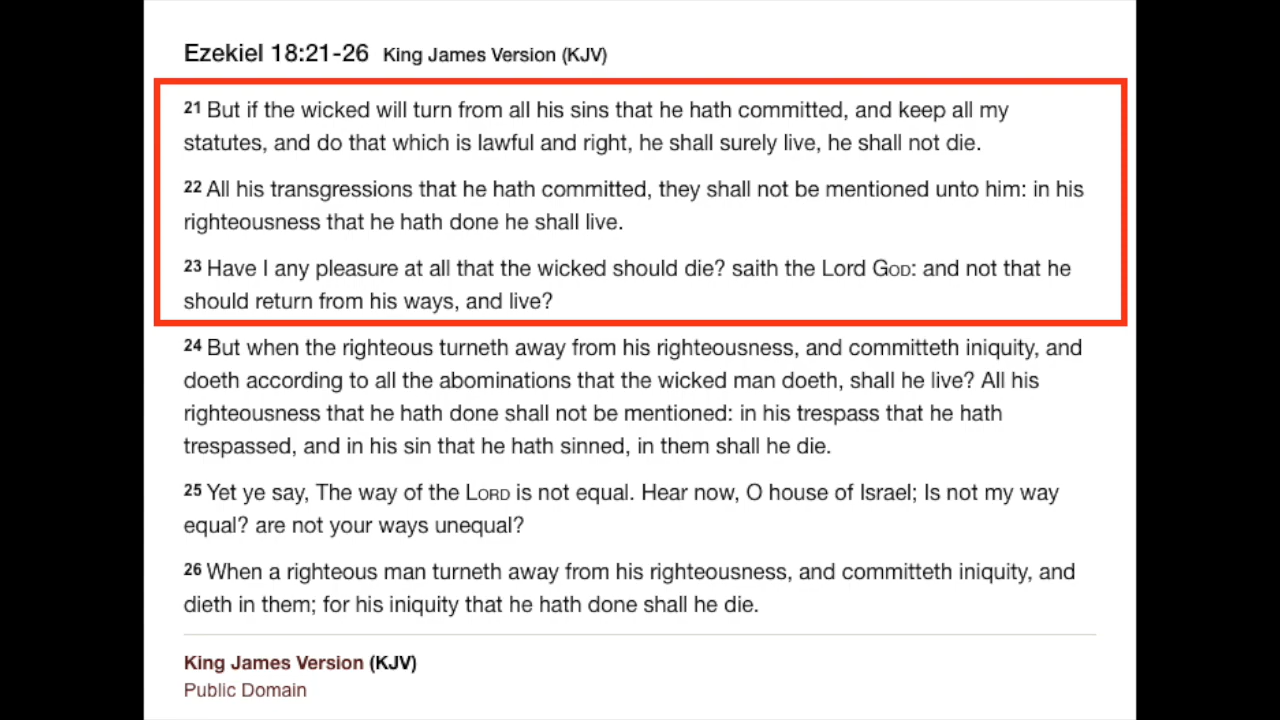 Ezekiel 18:21-26 King James Version (KJV)
21 But if the wicked will turn from all his sins that he hath committed, and keep all my
statutes, and do that which is lawful and right, he shall surely live, he shall not die.
22 All his transgressions that he hath committed, they shall not be mentioned unto him: in his
righteousness that he hath done he shall live.
23 Have I any pleasure at all that the wicked should die? saith the Lord God: and not that he
should return from his ways, and live?
24 But when the righteous turneth away from his righteousness, and committeth iniquity, and
doeth according to all the abominations that the wicked man doeth, shall he live? All his
righteousness that he hath done shall not be mentioned: in his trespass that he hath
trespassed, and in his sin that he hath sinned, in them shall he die.
25 Yet ye say, The way of the Lord is not equal. Hear now, O house of Israel; Is not my way
equal? are not your ways unequal?
26 When a righteous man turneth away from his righteousness, and committeth iniquity, and
dieth in them; for his iniquity that he hath done shall he die.
King James Version (KJV)
Public Domain